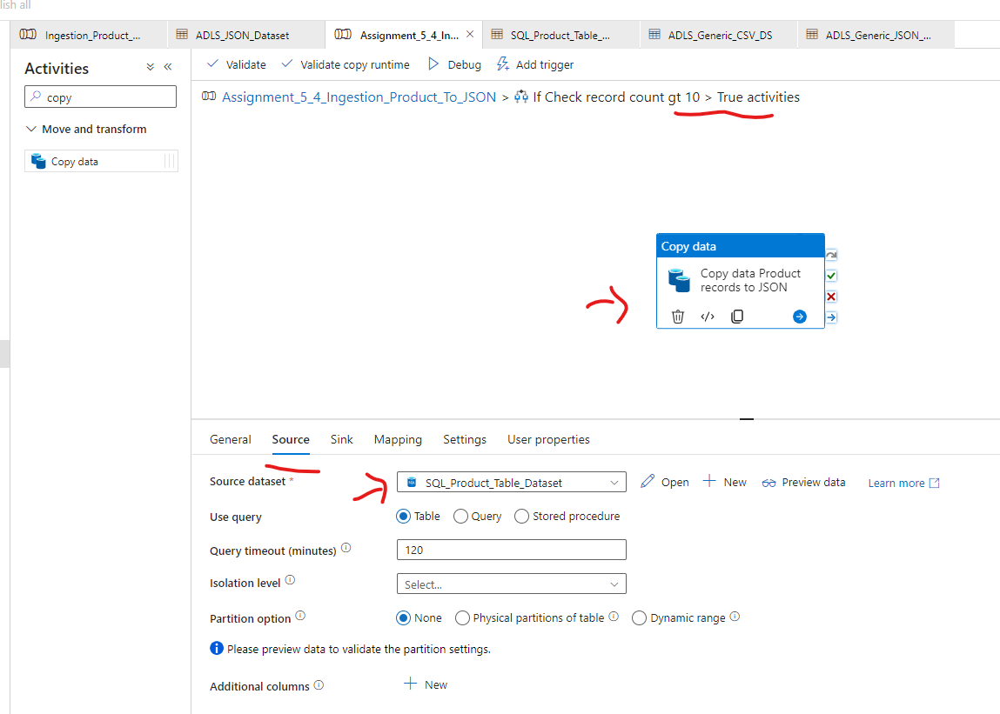 lish all
Ingestion_Product_...
ADLS_JSON_Dataset
Assignment_5_4_In...
SQL_Product_Table_...
ADLS_Generic_CSV_DS
ADLS_Generic_JSON_...
Activities
copy
Move and transform
Copy data
Validate
Validate copy runtime
Debug
Add trigger
Assignment_5_4_Ingestion_Product_To_JSON > If Check record count gt 10 > True activities
Copy data
Copy data Product
records to JSON
General
Source
Sink
Mapping
Settings
User properties
Source dataset *
SQL_Product_Table_Dataset
Open
New
Preview data
Learn more
Use query
Table
Query
Stored procedure
Query timeout (minutes)
120
Isolation level
Select...
Partition option
None
Physical partitions of table
Dynamic range
Please preview data to validate the partition settings.
Additional columns
New